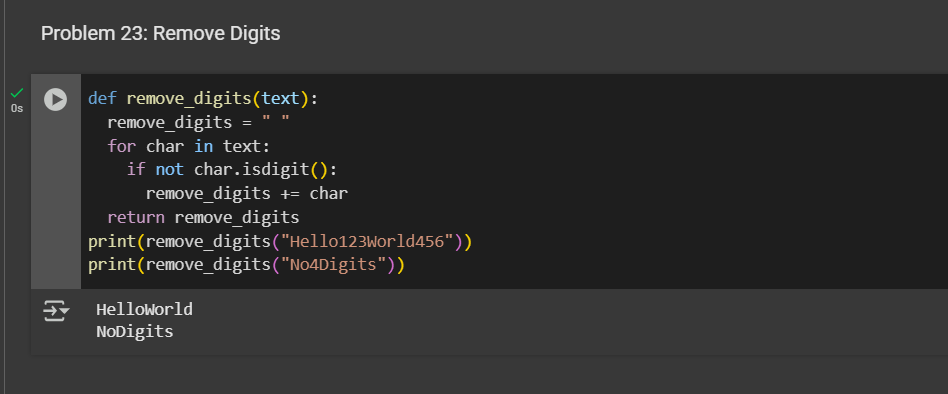 Problem 23: Remove Digits
0s
def remove_digits(text):
  remove_digits = " "
  for char in text:
    if not char.isdigit():
      remove_digits += char
  return remove_digits
print(remove_digits("Hello123World456"))
print(remove_digits("No4Digits"))
 HelloWorld
 NoDigits